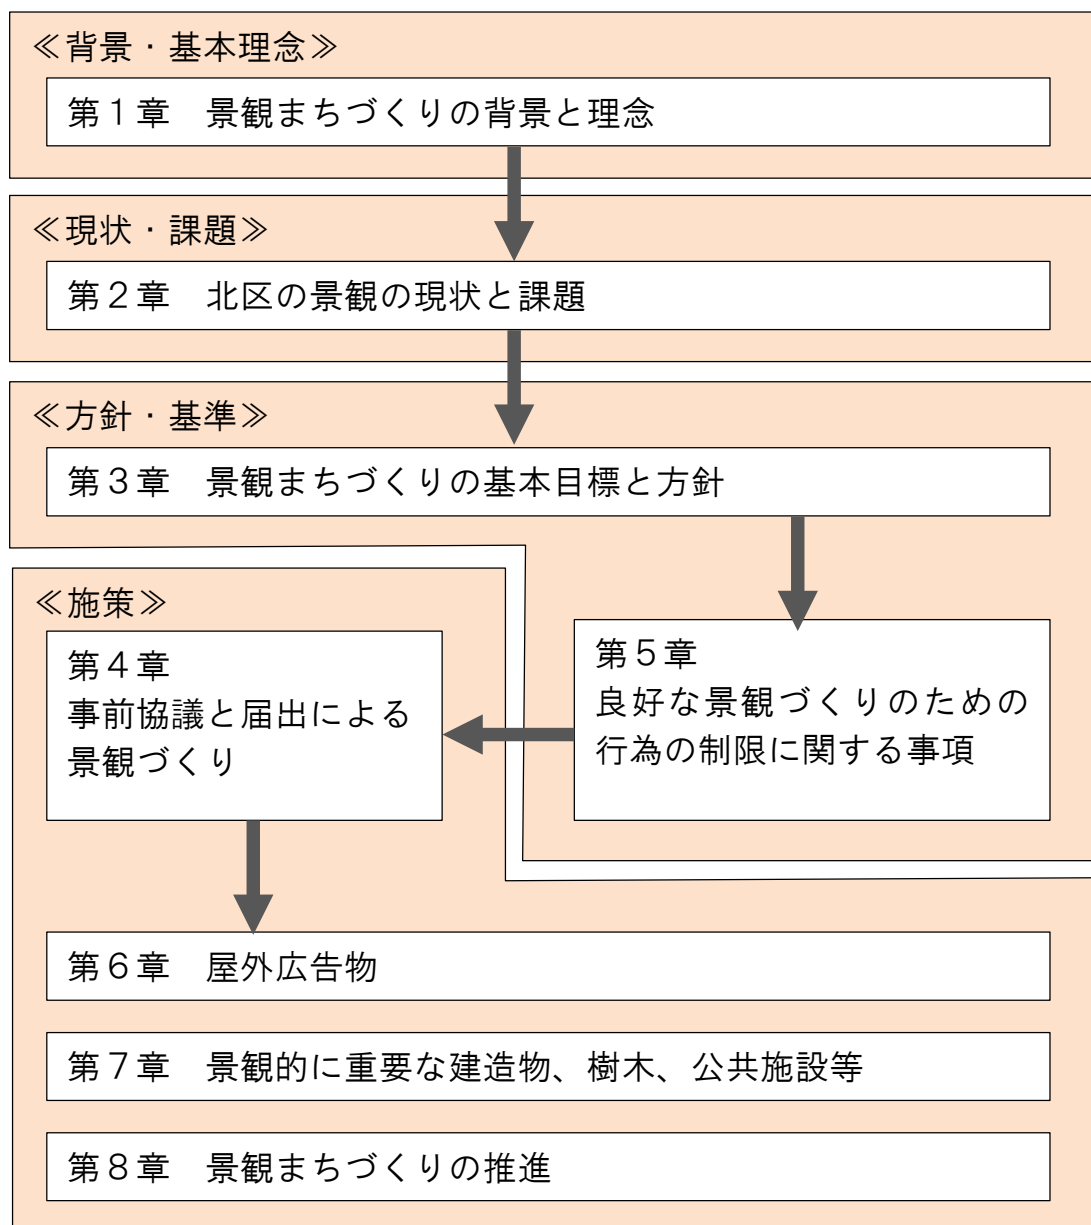 ≪背景・基本理念≫
第１章　景観まちづくりの背景と理念
≪現状・課題≫
第２章　北区の景観の現状と課題
≪方針・基準≫
第３章　景観まちづくりの基本目標と方針
≪施策≫
第４章
事前協議と届出による
景観づくり
第５章
良好な景観づくりのための
行為の制限に関する事項
第６章　屋外広告物
第７章　景観的に重要な建造物、樹木、公共施設等
第８章　景観まちづくりの推進